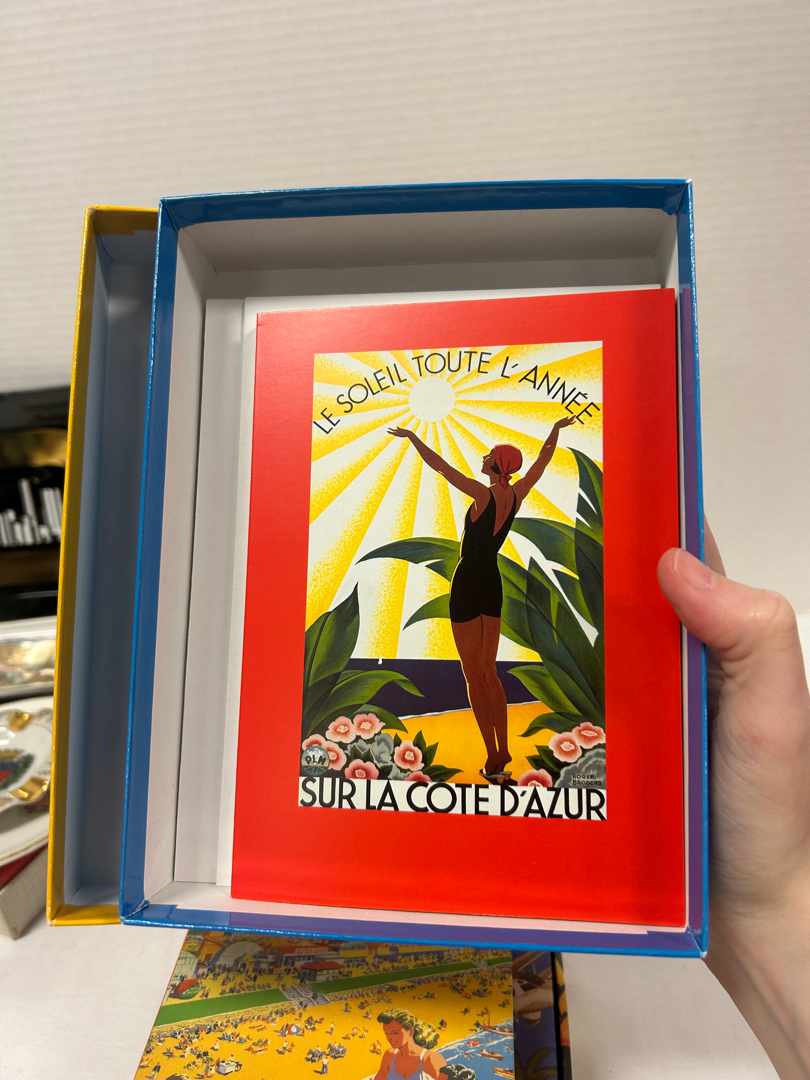 LE SOLEIL TOUTE L'ANNÉE
PLM
ROGER
BRODERS
SUR LA COTE D'AZUR